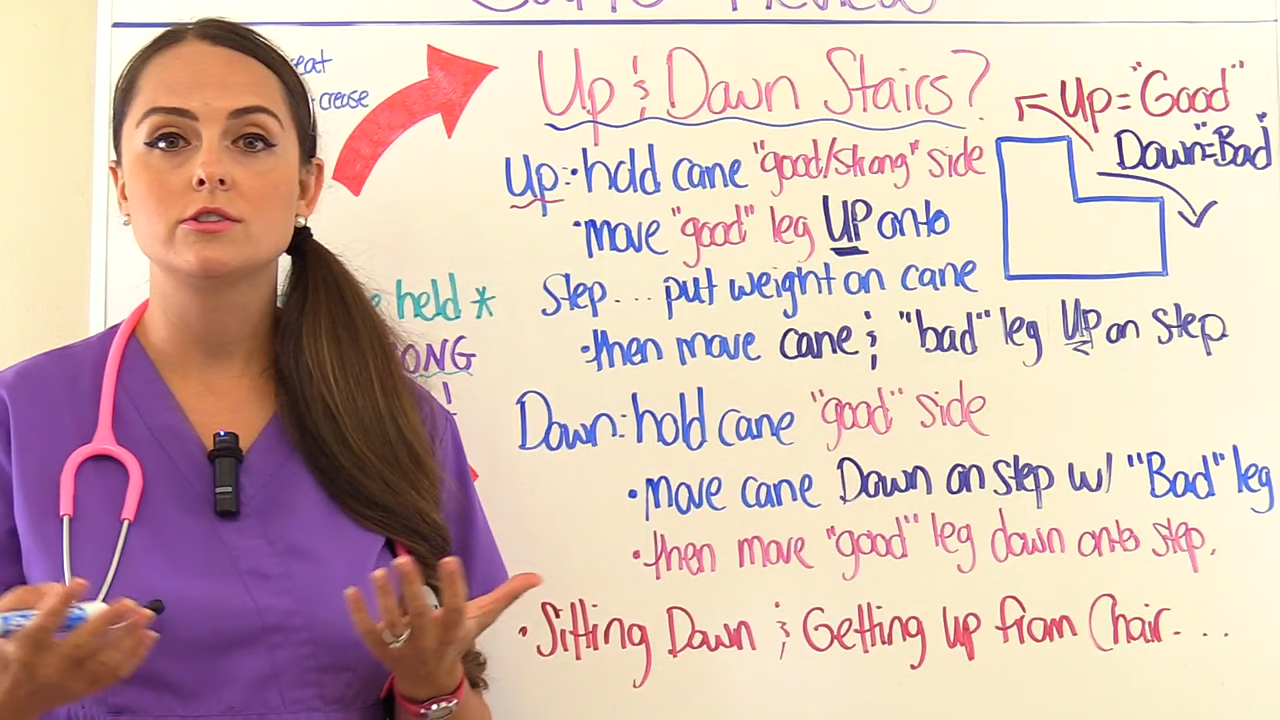 Up & Down Stairs?
Up = "Good"
Down" = Bad"
Up: • hold cane "good/strong" side
• move "good" leg UP onto
step... put weight on cane
• then move cane & "bad" leg Up on step
Down: hold cane "good" side
• move cane Down on step w/ "Bad" leg
• then move "good" leg down onto step.
• Sitting Down & Getting up from Chair....
held *